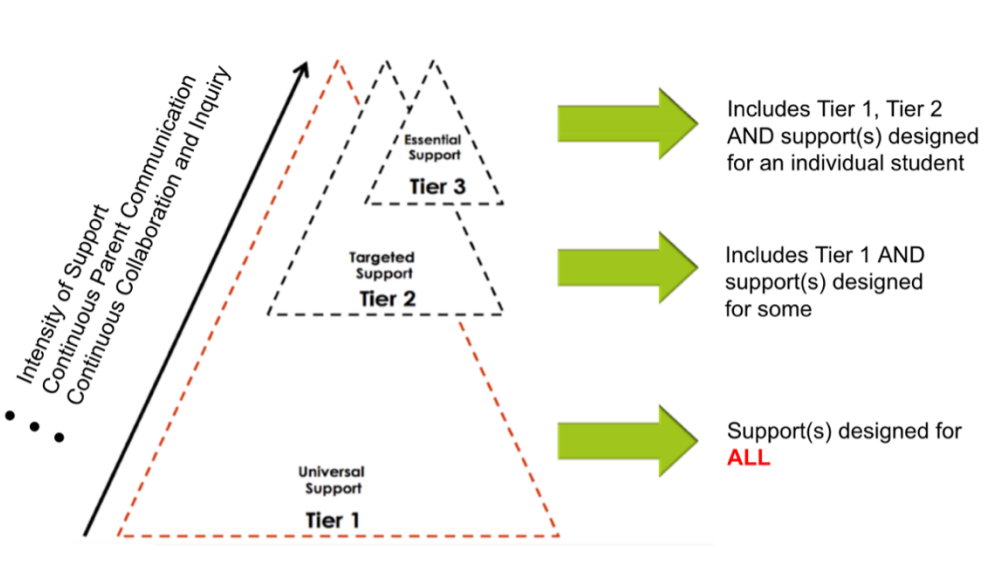 • Intensity of Support
• Continuous Parent Communication
• Continuous Collaboration and Inquiry
Essential
Support
Tier 3
Includes Tier 1, Tier 2
AND support(s) designed
for an individual student
Targeted
Support
Tier 2
Includes Tier 1 AND
support(s) designed
for some
Universal
Support
Tier 1
Support(s) designed for
ALL